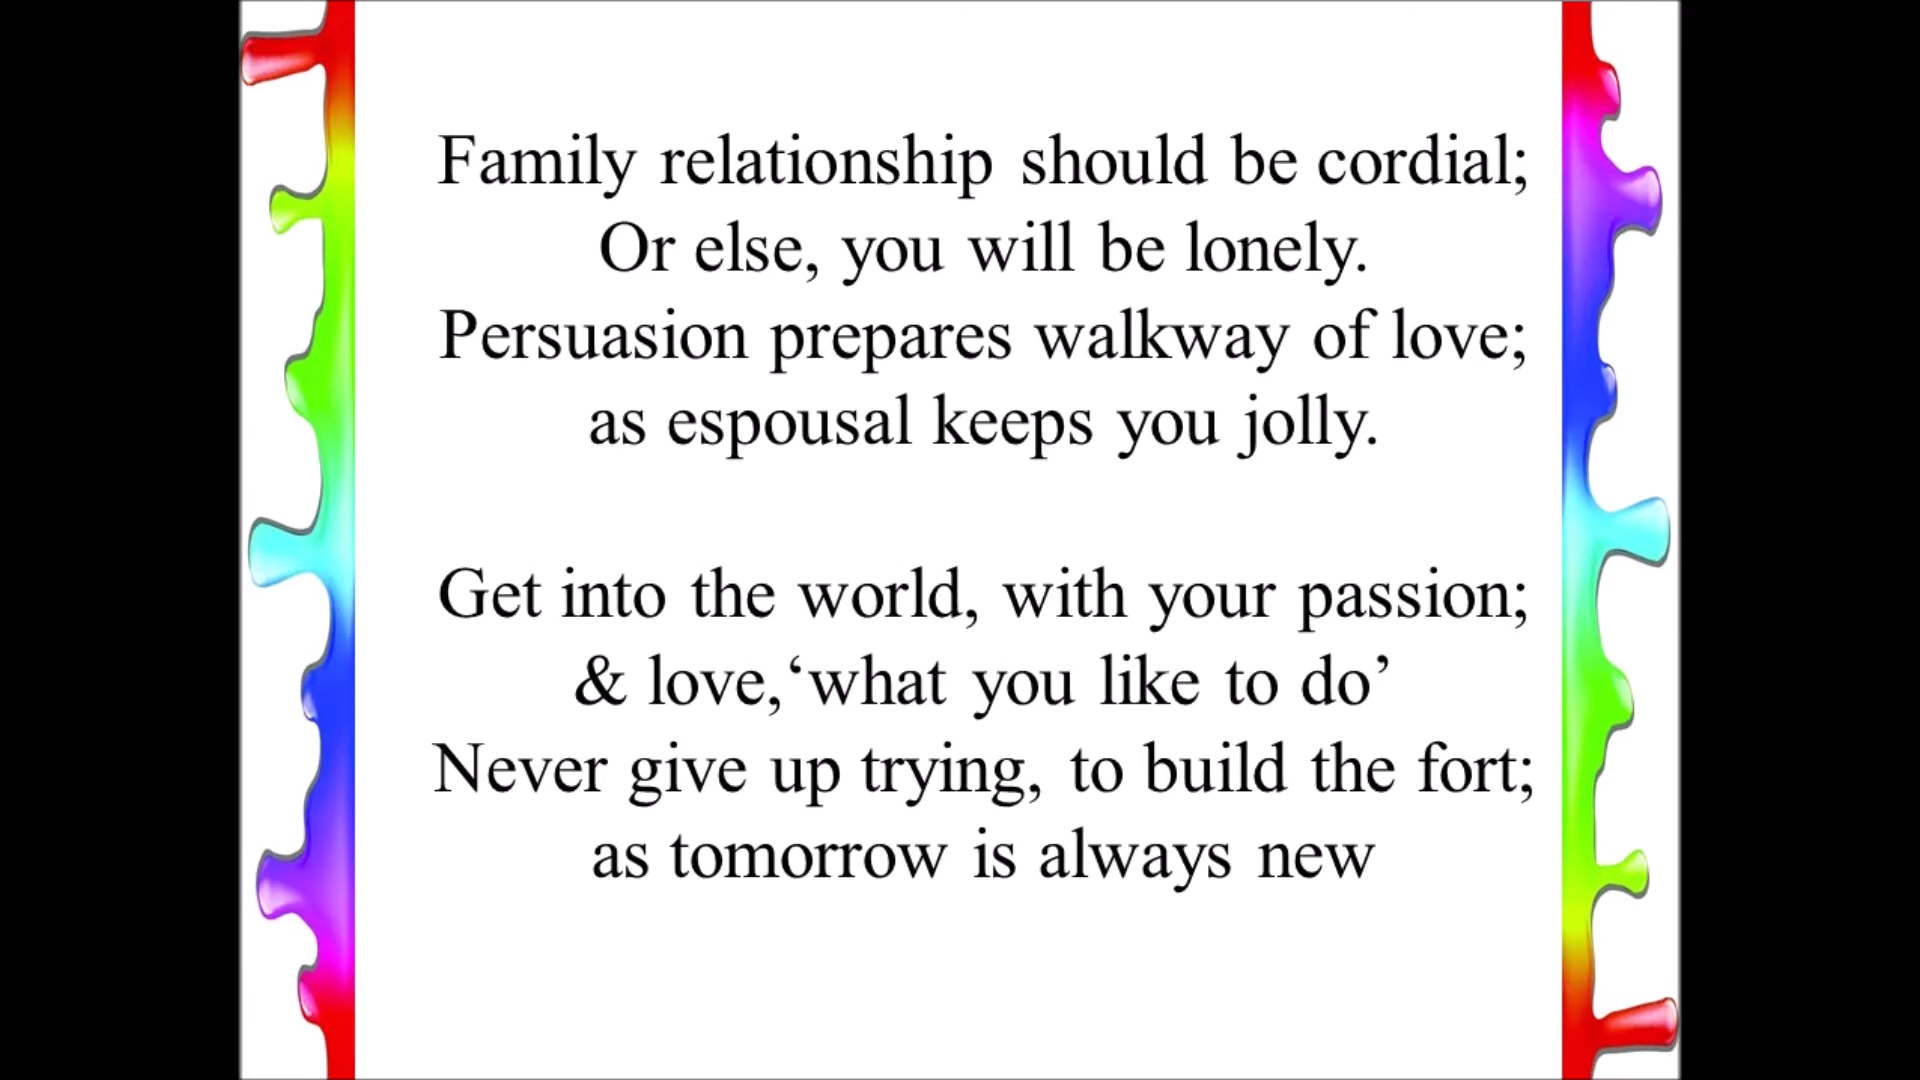 Family relationship should be cordial;
Or else, you will be lonely.
Persuasion prepares walkway of love;
as espousal keeps you jolly.
Get into the world, with your passion;
& love,‘what you like to do’
Never give up trying, to build the fort;
as tomorrow is always new